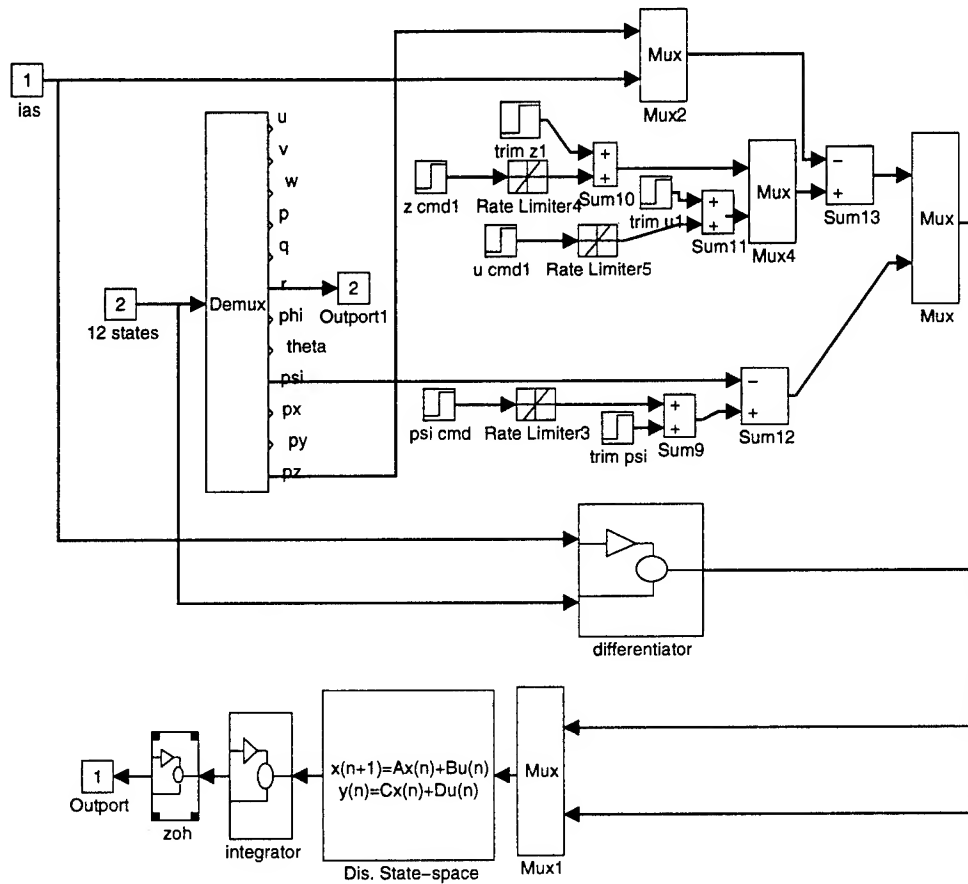 Mux
Mux2
1
ias
u
v
w
p
q
r
phi
theta
psi
px
py
pz
Demux
2
12 states
2
Outport1
trim z1
z cmd1
Rate Limiter4
+
+
Sum10
trim u1
+
+
Sum11
u cmd1
Rate Limiter5
Mux
Mux4
−
+
Sum13
Mux
Mux
psi cmd
Rate Limiter3
trim psi
+
+
Sum9
−
+
Sum12
differentiator
1
Outport
zoh
integrator
x(n+1)=Ax(n)+Bu(n)
y(n)=Cx(n)+Du(n)
Dis. State-space
Mux
Mux1